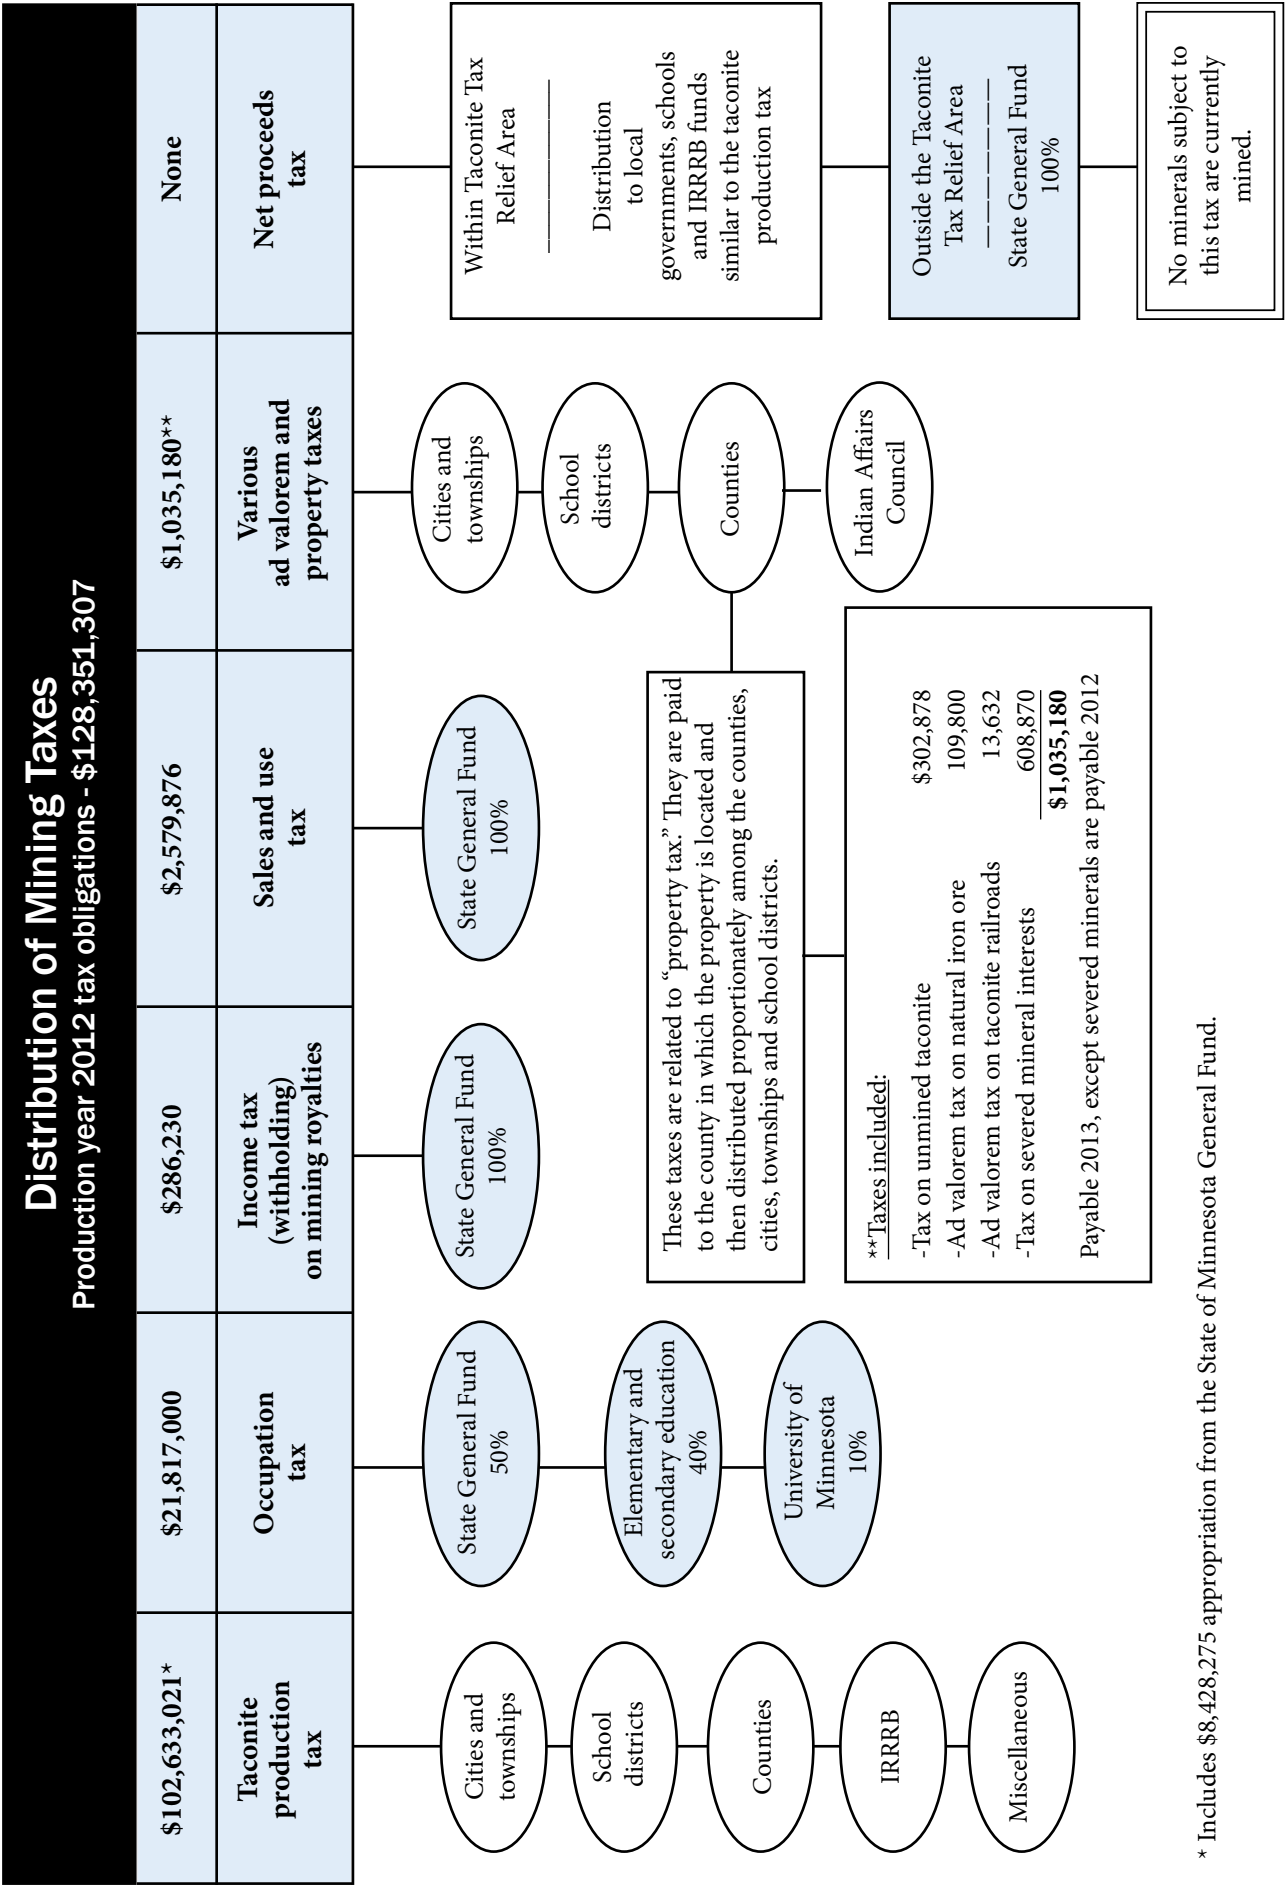 Distribution of Mining Taxes
Production year 2012 tax obligations - $128,351,307
$102,633,021*
$21,817,000
$286,230
$2,579,876
$1,035,180**
None
Taconite
production
tax
Occupation
tax
Income tax
(withholding)
on mining royalties
Sales and use
tax
Various
ad valorem and
property taxes
Net proceeds
tax
Cities and
townships
School
districts
Counties
IRRRB
Miscellaneous
State General Fund
50%
Elementary and
secondary education
40%
University of
Minnesota
10%
State General Fund
100%
State General Fund
100%
Cities and
townships
School
districts
Counties
Indian Affairs
Council
These taxes are related to “property tax.” They are paid
to the county in which the property is located and
then distributed proportionately among the counties,
cities, townships and school districts.
**Taxes included:
-Tax on unmined taconite $302,878
-Ad valorem tax on natural iron ore 109,800
-Ad valorem tax on taconite railroads 13,632
-Tax on severed mineral interests 608,870
$1,035,180
Payable 2013, except severed minerals are payable 2012
Within Taconite Tax
Relief Area
Distribution
to local
governments, schools
and IRRRB funds
similar to the taconite
production tax
Outside the Taconite
Tax Relief Area
State General Fund
100%
No minerals subject to
this tax are currently
mined.
* Includes $8,428,275 appropriation from the State of Minnesota General Fund.